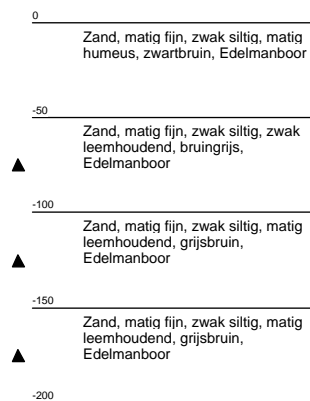 0
Zand, matig fijn, zwak siltig, matig
humeus, zwartbruin, Edelmanboor
-50
Zand, matig fijn, zwak siltig, zwak
leemhoudend, bruingrijs,
Edelmanboor
-100
Zand, matig fijn, zwak siltig, matig
leemhoudend, grijsbruin,
Edelmanboor
-150
Zand, matig fijn, zwak siltig, matig
leemhoudend, grijsbruin,
Edelmanboor
-200